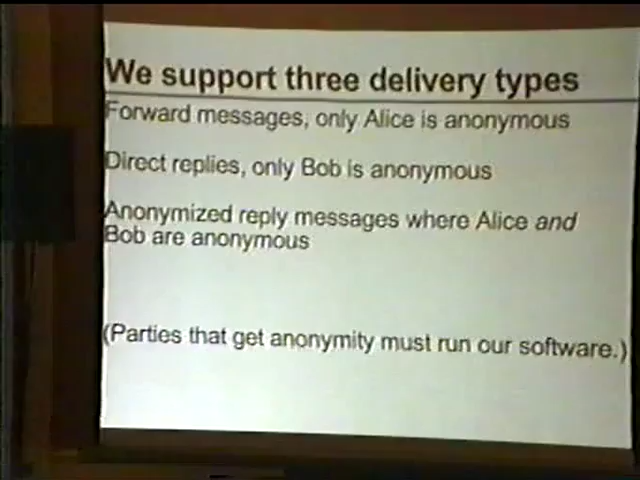 We support three delivery types
Forward messages, only Alice is anonymous
Direct replies, only Bob is anonymous
Anonymized reply messages where Alice and
Bob are anonymous
(Parties that get anonymity must run our software.)